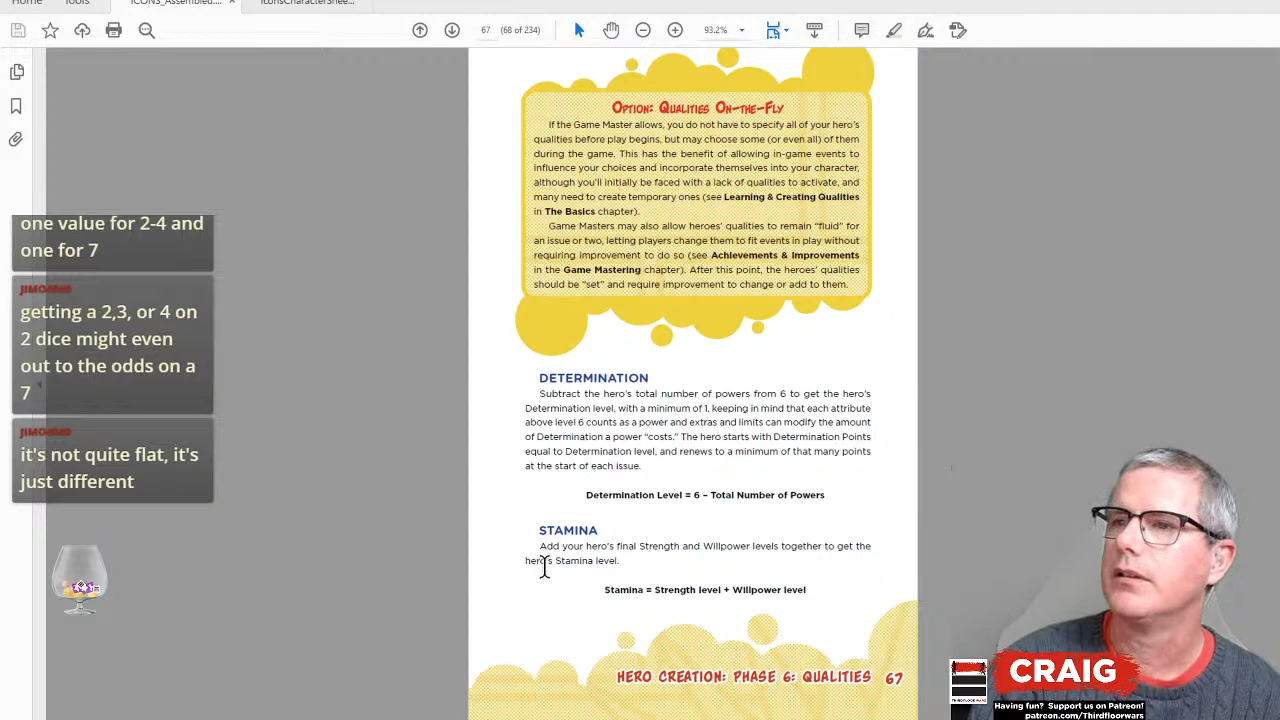 Home
Tools
ICONS_Assembled....
IconsCharacterShee...
67 (68 of 234)
93.2%
one value for 2-4 and
one for 7
getting a 2,3, or 4 on
2 dice might even
out to the odds on a
7
it's not quite flat, it's
just different
Option: Qualities On-the-Fly
If the Game Master allows, you do not have to specify all of your hero's
qualities before play begins, but may choose some (or even all) of them
during the game. This has the benefit of allowing in-game events to
influence your choices and incorporate themselves into your character,
although you'll initially be faced with a lack of qualities to activate, and
many need to create temporary ones (see Learning & Creating Qualities
in The Basics chapter).
Game Masters may also allow heroes' qualities to remain "fluid" for
an issue or two, letting players change them to fit events in play without
requiring improvement to do so (see Achievements & Improvements
in the Game Mastering chapter). After this point, the heroes' qualities
should be "set" and require improvement to change or add to them.
DETERMINATION
Subtract the hero's total number of powers from 6 to get the hero's
Determination level, with a minimum of 1, keeping in mind that each attribute
above level 6 counts as a power and extras and limits can modify the amount
of Determination a power "costs." The hero starts with Determination Points
equal to Determination level, and renews to a minimum of that many points
at the start of each issue.
Determination Level = 6 – Total Number of Powers
STAMINA
Add your hero's final Strength and Willpower levels together to get the
hero's Stamina level.
Stamina = Strength level + Willpower level
HERO CREATION: PHASE 6: QUALITIES 67
CRAIG
Having fun? Support us on Patreon!
patreon.com/Thirdfloorwars